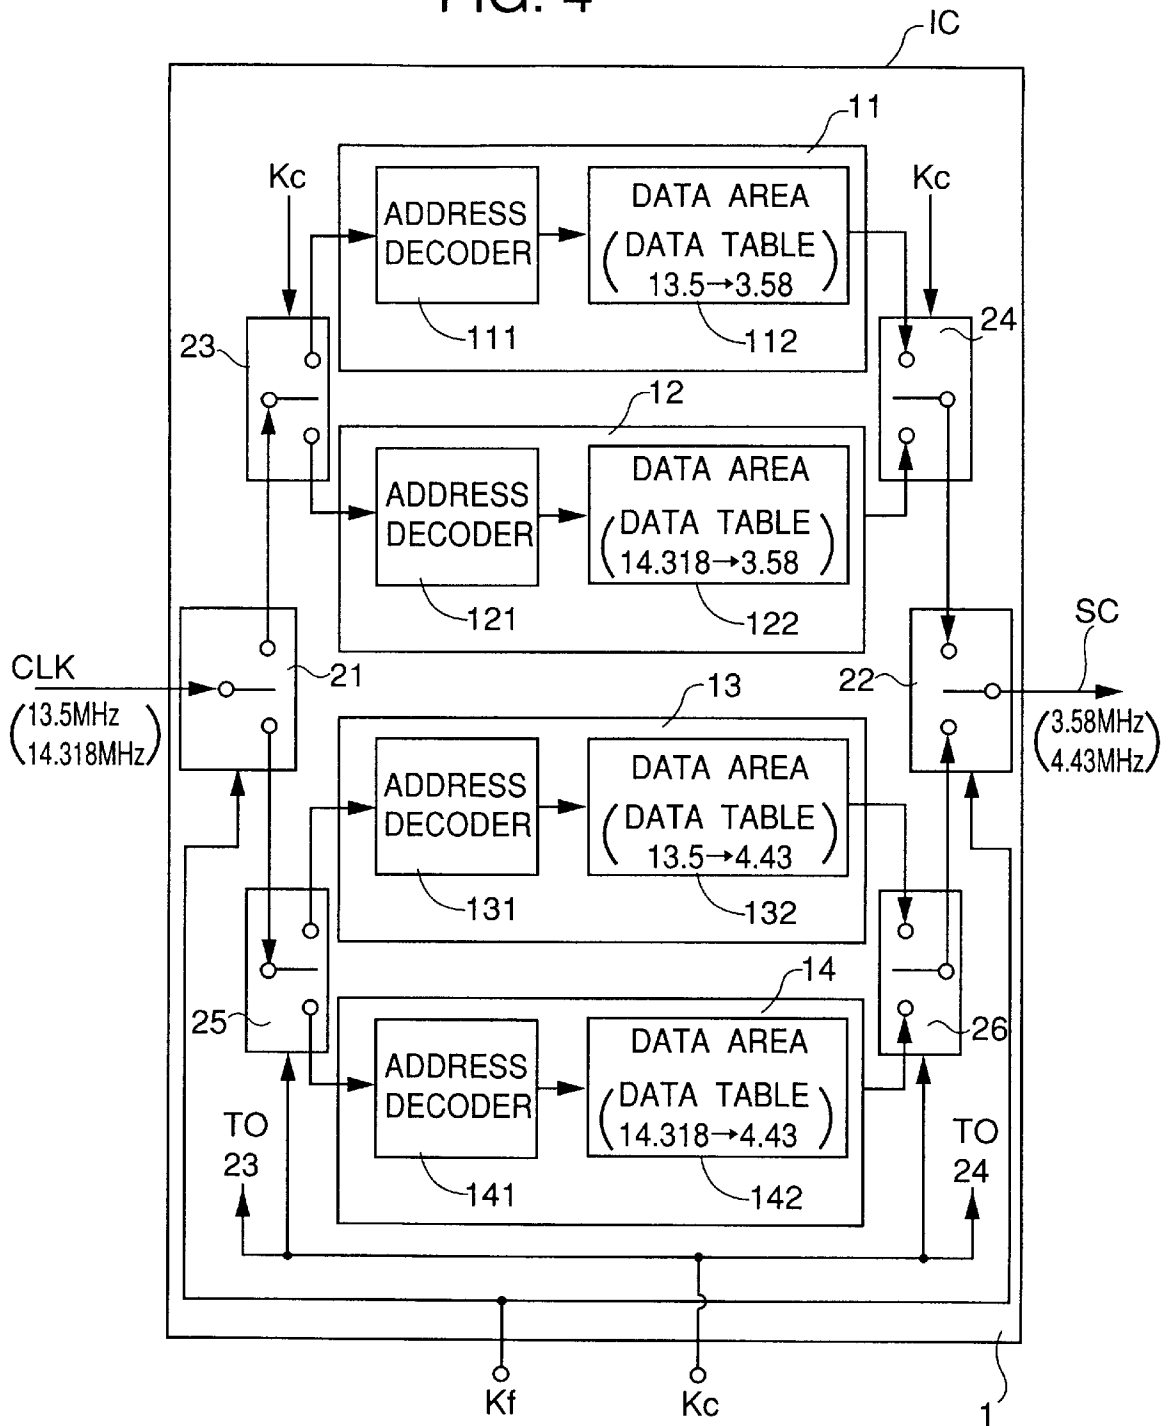 FIG. 4
IC
11
Kc
ADDRESS
DECODER
111
DATA AREA
(DATA TABLE
13.5→3.58)
112
Kc
23
24
12
ADDRESS
DECODER
121
DATA AREA
(DATA TABLE
14.318→3.58)
122
CLK
(13.5MHz
14.318MHz)
21
22
SC
(3.58MHz
4.43MHz)
13
ADDRESS
DECODER
131
DATA AREA
(DATA TABLE
13.5→4.43)
132
25
26
14
ADDRESS
DECODER
141
DATA AREA
(DATA TABLE
14.318→4.43)
142
TO
23
TO
24
Kf
Kc
1